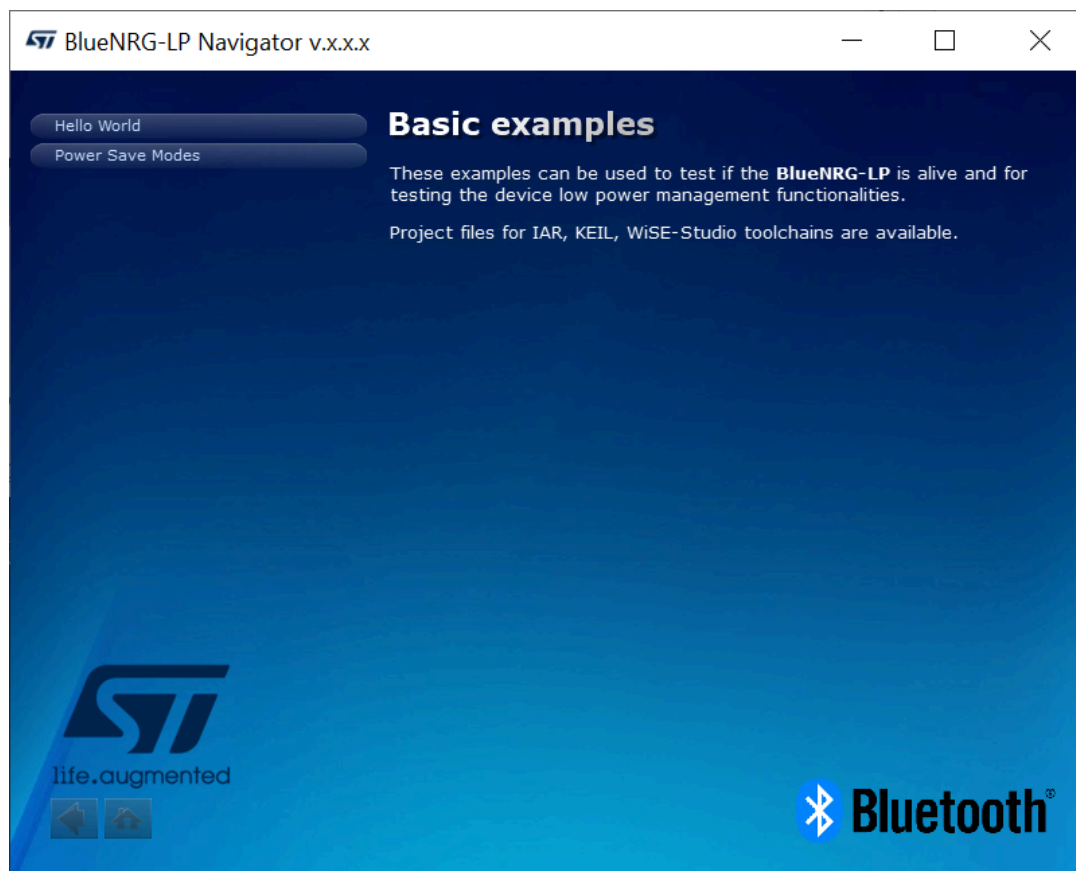 BlueNRG-LP Navigator v.x.x.x
Hello World
Power Save Modes
Basic examples
These examples can be used to test if the BlueNRG-LP is alive and for
testing the device low power management functionalities.
Project files for IAR, KEIL, WiSE-Studio toolchains are available.
ST
life.augmented
Bluetooth®